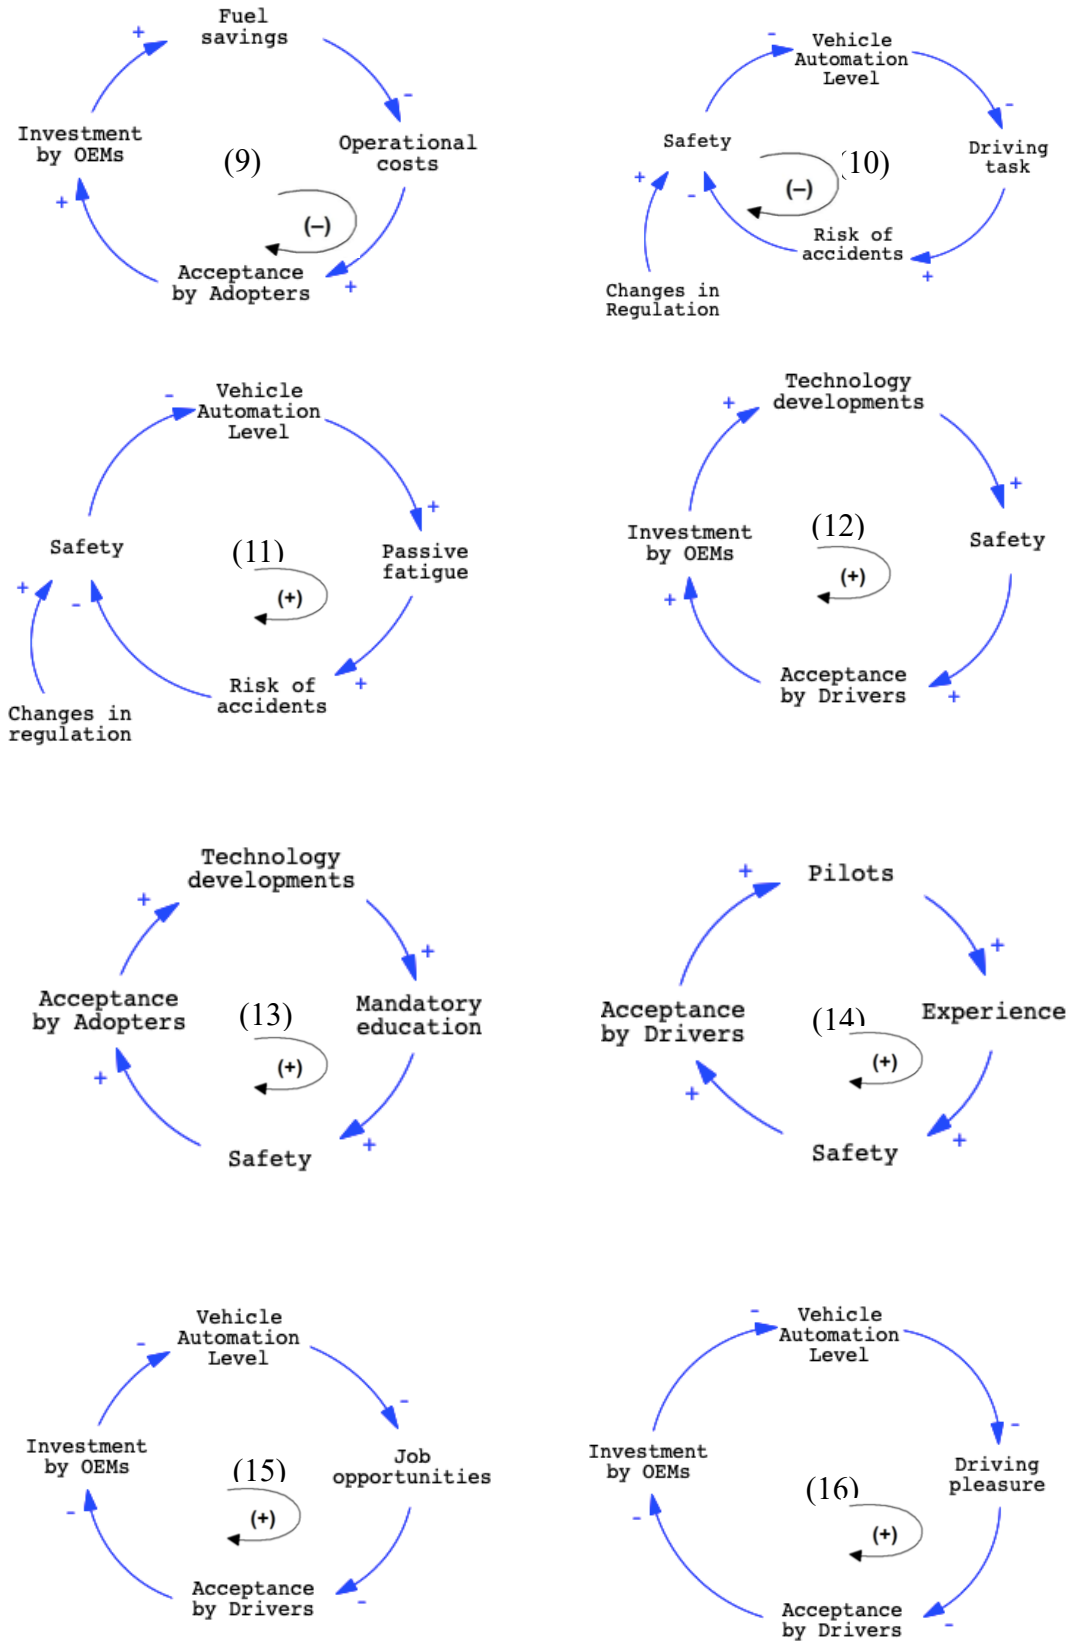 Fuel
savings
+
-
Investment
by OEMs
(9)
Operational
costs
+
(–)
Acceptance
by Adopters
+
-
Vehicle
Automation
Level
-
Safety
(10)
Driving
task
+
-
(–)
Risk of
accidents
+
Changes in
Regulation
-
Vehicle
Automation
Level
+
Safety
(11)
Passive
fatigue
+
-
(+)
Risk of
accidents
+
Changes in
regulation
Technology
developments
+
+
Investment
by OEMs
(12)
Safety
+
(+)
Acceptance
by Drivers
+
Technology
developments
+
+
Acceptance
by Adopters
(13)
Mandatory
education
+
(+)
Safety
+
Pilots
+
+
Acceptance
by Drivers
(14)
Experience
+
(+)
Safety
+
Vehicle
Automation
Level
-
-
Investment
by OEMs
(15)
Job
opportunities
-
(+)
Acceptance
by Drivers
-
Vehicle
Automation
Level
-
-
Investment
by OEMs
(16)
Driving
pleasure
-
(+)
Acceptance
by Drivers
-